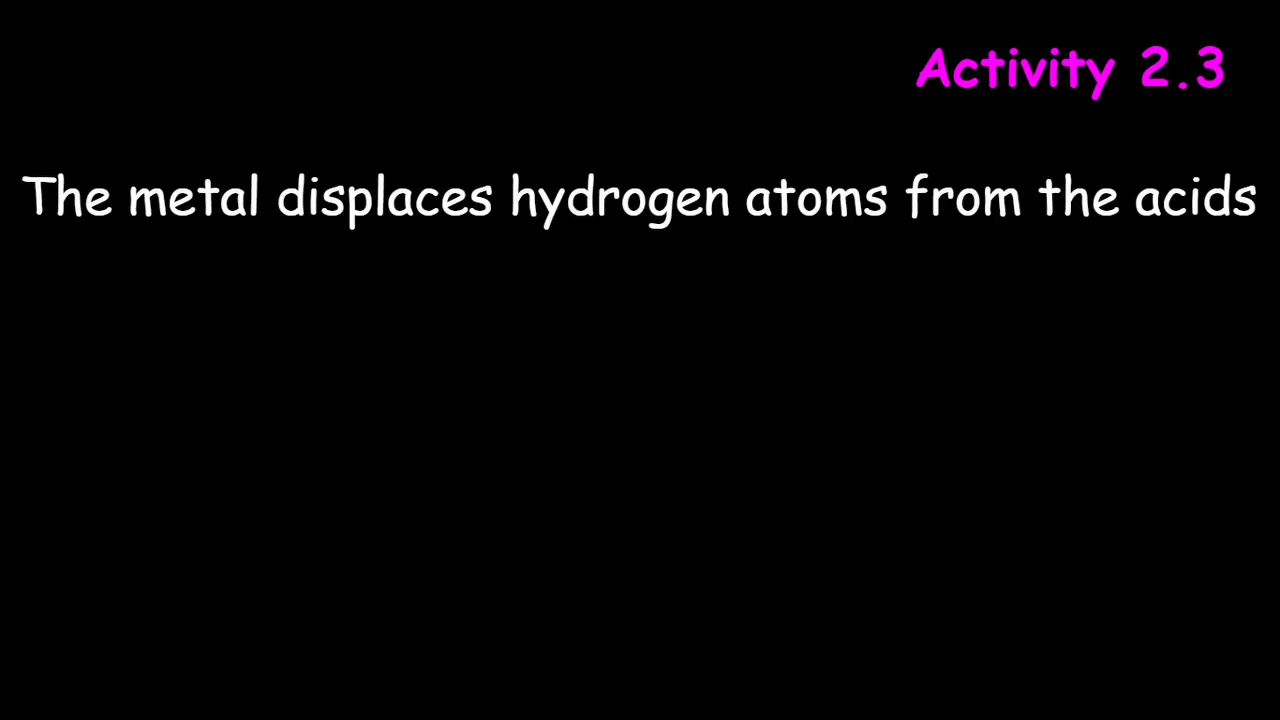 Activity 2.3
The metal displaces hydrogen atoms from the acids